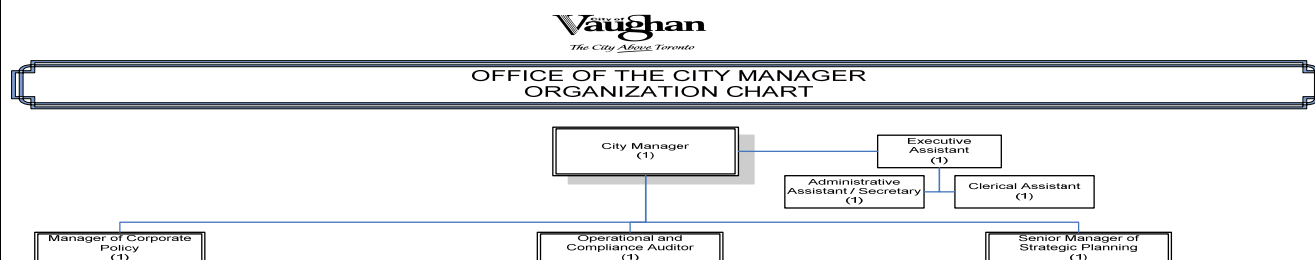 City of
Vaughan
The City Above Toronto
OFFICE OF THE CITY MANAGER
ORGANIZATION CHART
City Manager
(1)
Executive
Assistant
(1)
Administrative
Assistant / Secretary
(1)
Clerical Assistant
(1)
Manager of Corporate
Policy
(1)
Operational and
Compliance Auditor
(1)
Senior Manager of
Strategic Planning
(1)